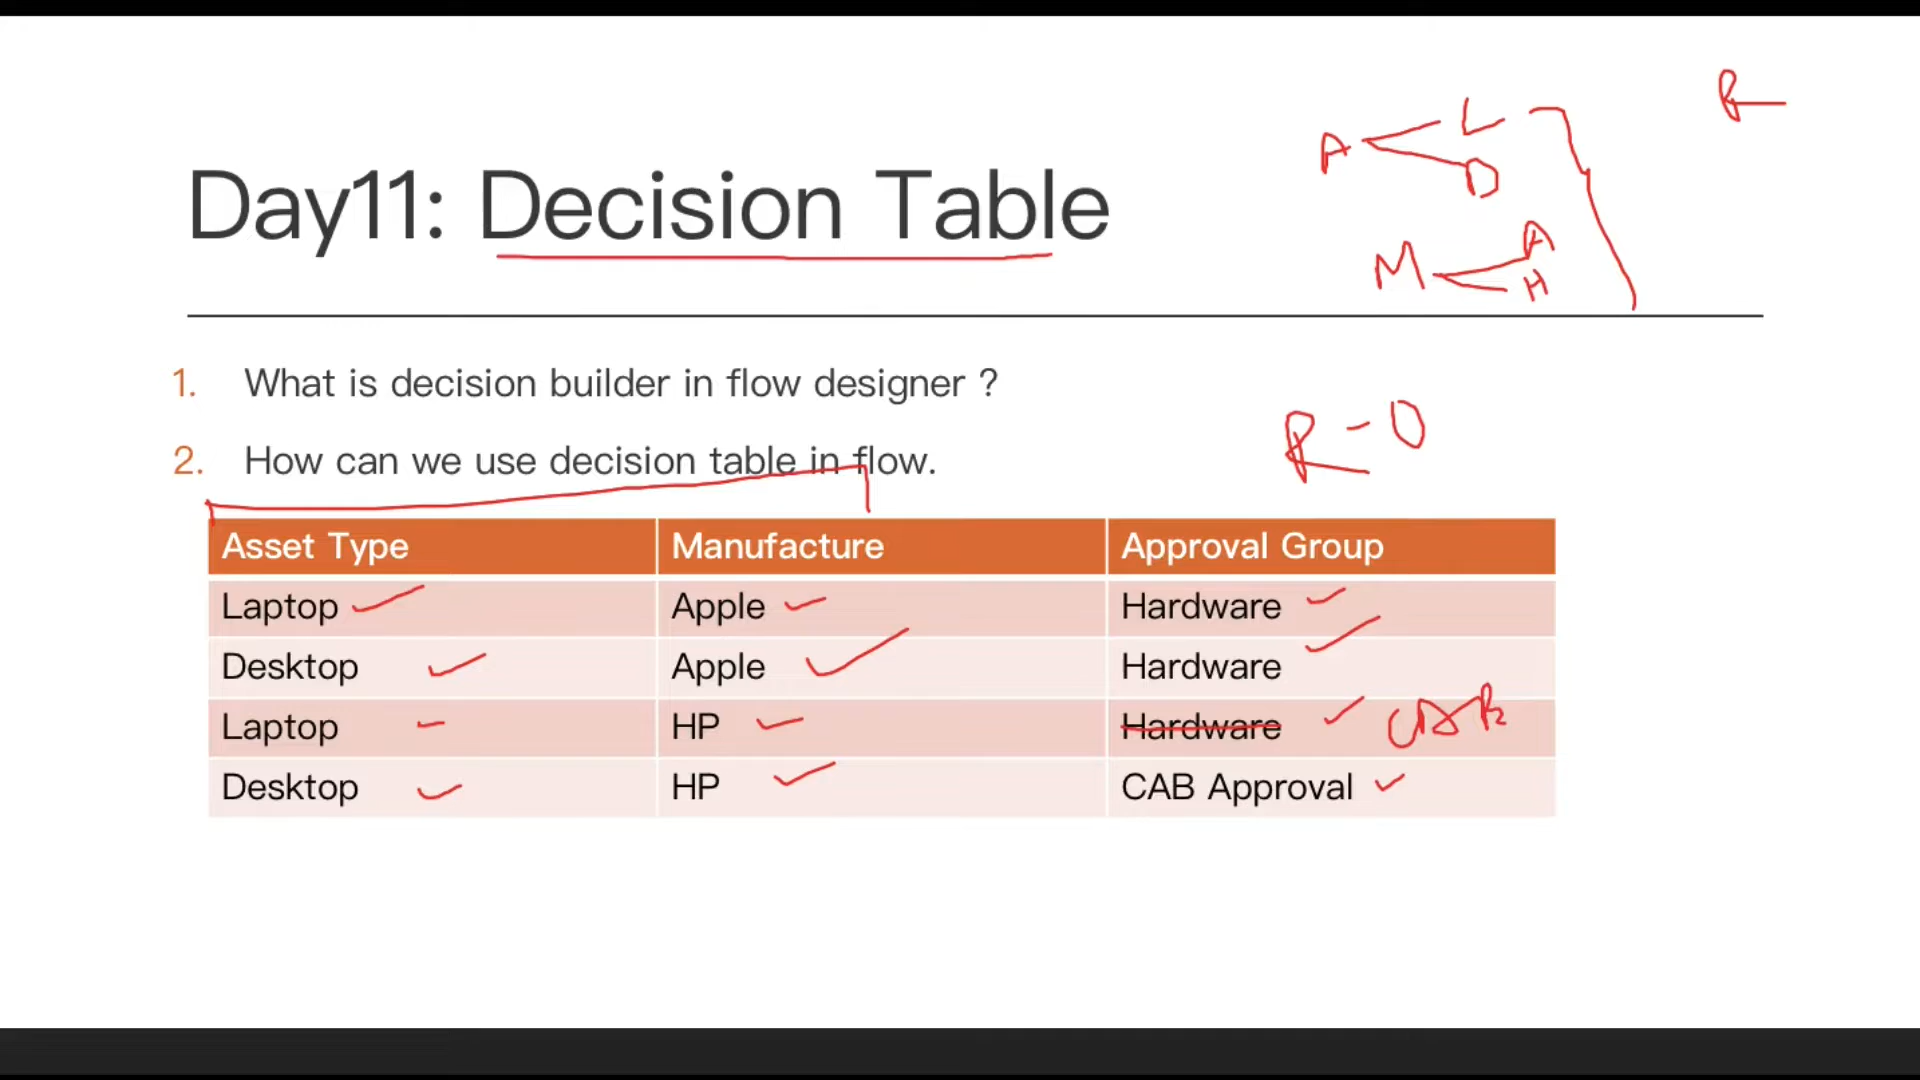 A L
D
Day11: Decision Table
M A
H
1. What is decision builder in flow designer ?
R - O
2. How can we use decision table in flow.
Asset Type Manufacture Approval Group
Laptop Apple Hardware
Desktop Apple Hardware
Laptop HP Hardware
Desktop HP CAB Approval